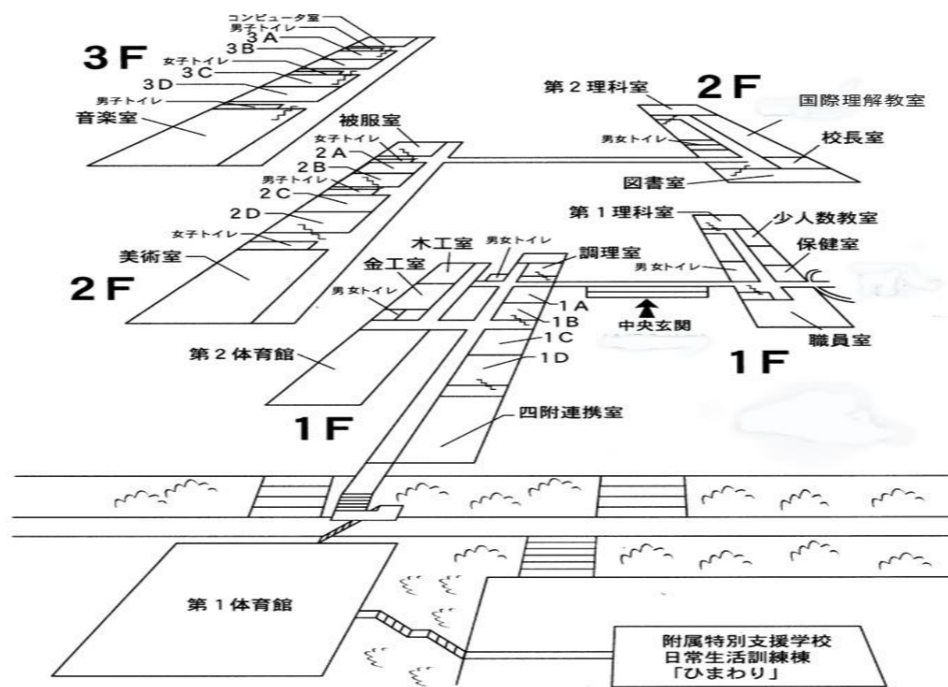 コンピュータ室
男子トイレ
3A
3B
女子トイレ
3C
3D
男子トイレ
音楽室
3F
被服室
女子トイレ
2A
2B
男子トイレ
2C
2D
女子トイレ
美術室
2F
第2理科室
2F
国際理解教室
男女トイレ
校長室
図書室
木工室
男女トイレ
調理室
金工室
男女トイレ
1A
1B
1C
1D
第2体育館
1F
四附連携室
中央玄関
第1理科室
少人数教室
保健室
男女トイレ
職員室
1F
第1体育館
附属特別支援学校
日常生活訓練棟
「ひまわり」